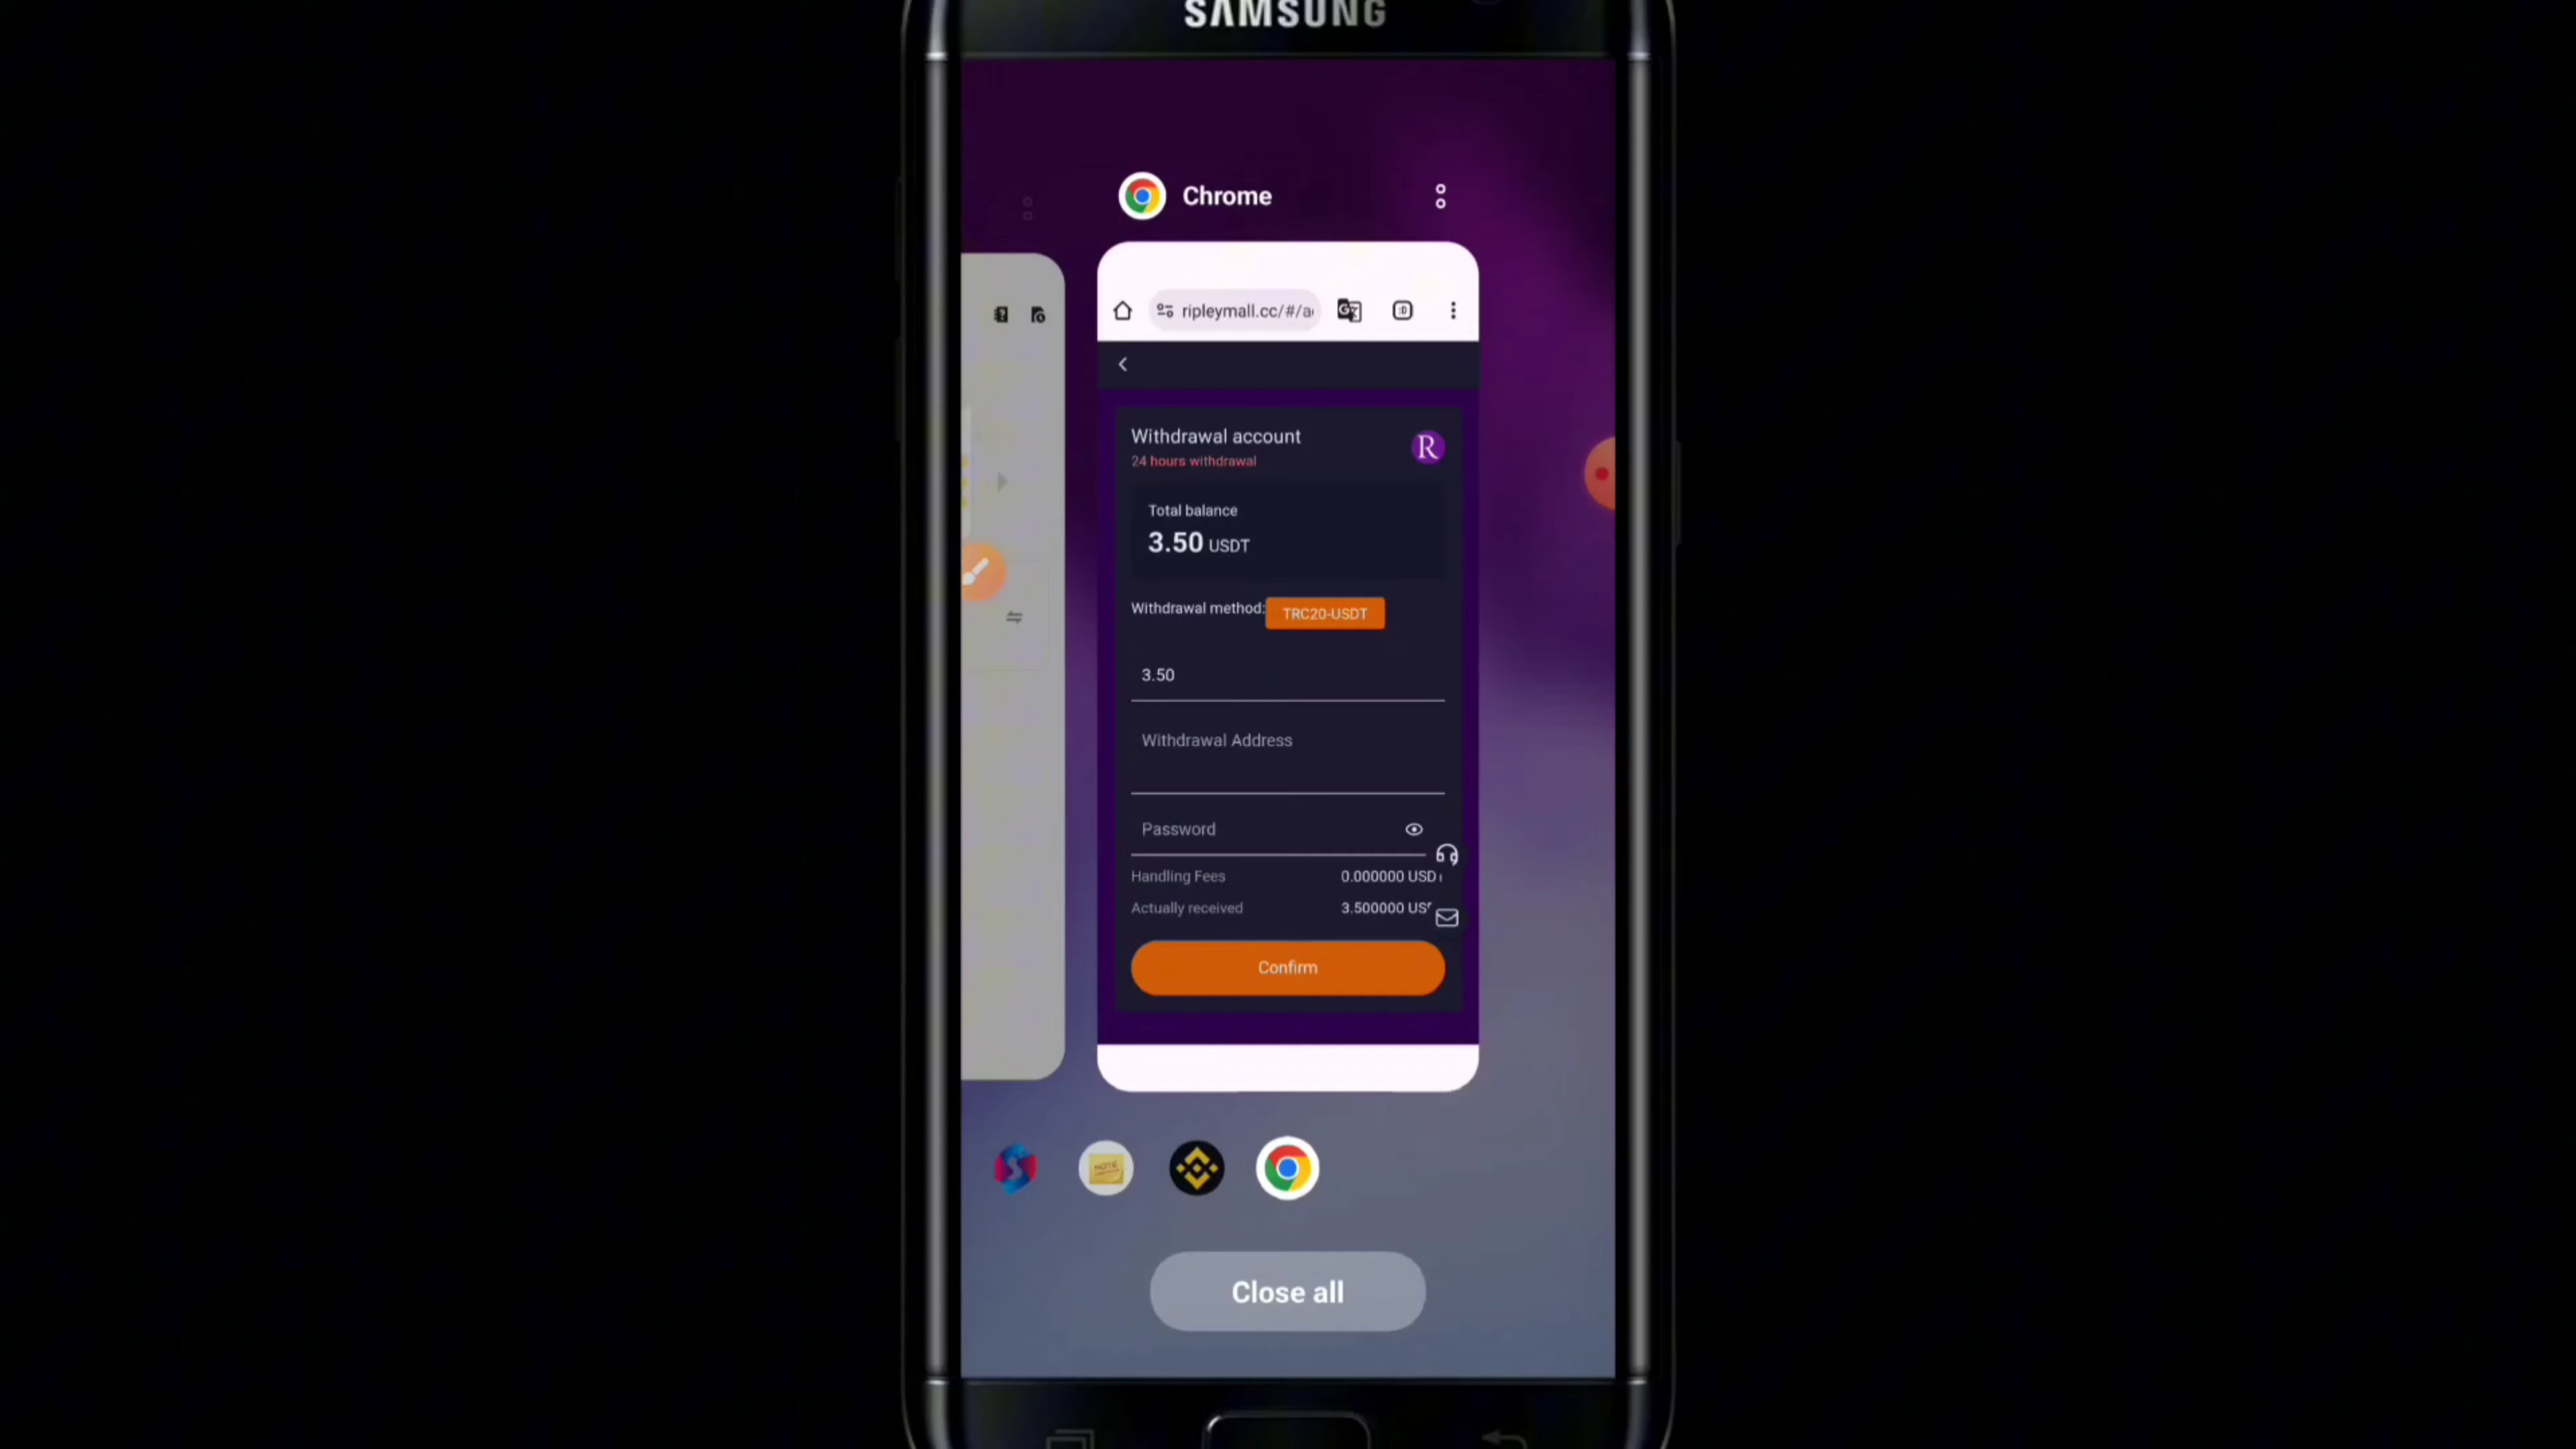 SAMSUNG
Chrome
ripleymall.cc/#/a
Withdrawal account
24 hours withdrawal
R
Total balance
3.50 USDT
Withdrawal method:
TRC20-USDT
3.50
Withdrawal Address
Password
Handling Fees
0.000000 USD
Actually received
3.500000 US
Confirm
NOTE
Close all